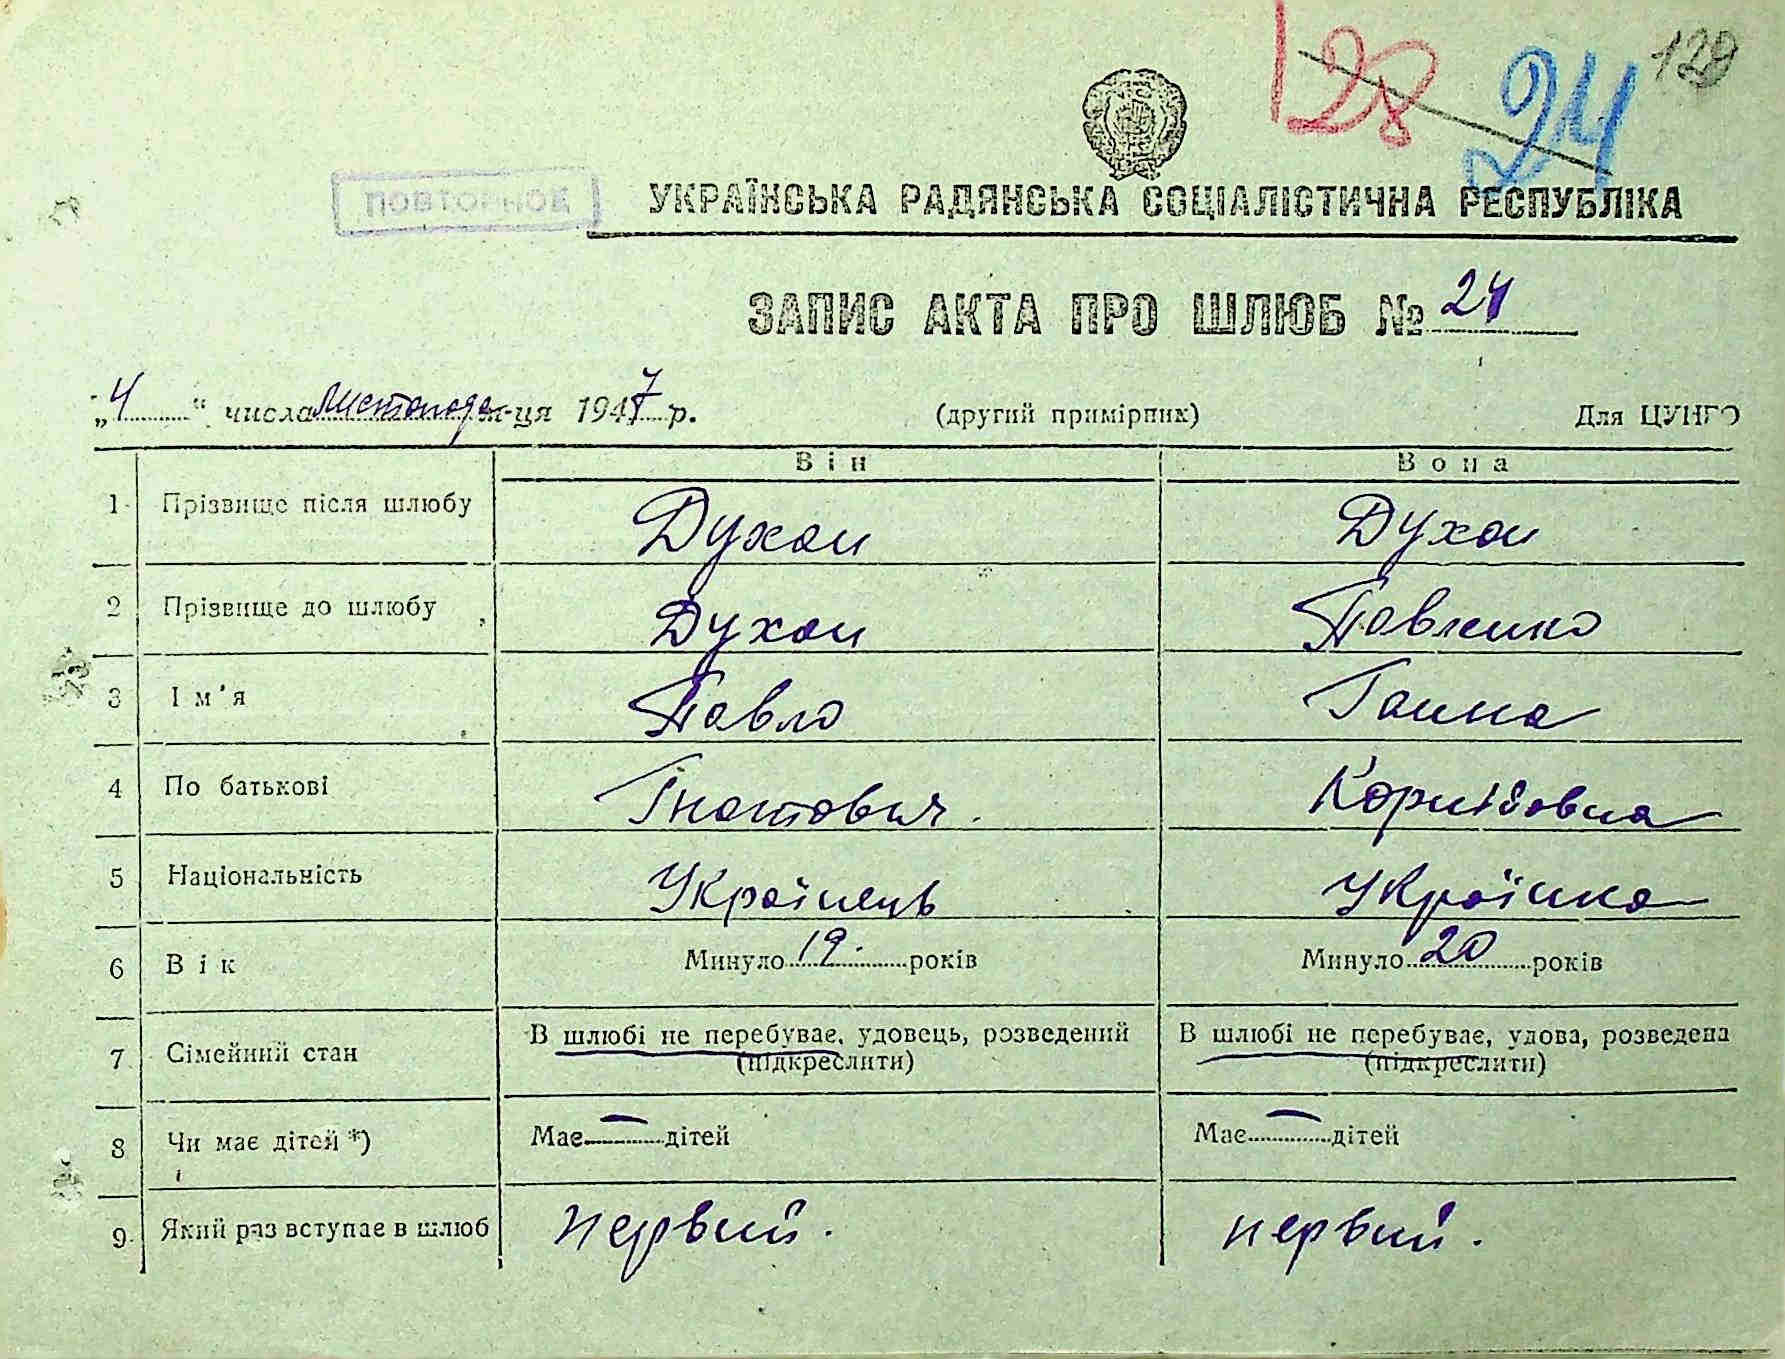 128 24 129
ПОВТОРНОЕ
УКРАЇНСЬКА РАДЯНСЬКА СОЦІАЛІСТИЧНА РЕСПУБЛІКА
ЗАПИС АКТА ПРО ШЛЮБ № 24
„4“ числа листопада м-ця 1947 р. (другий примірник) Для ЦУНГО
Він Вона
1 Прізвище після шлюбу Духан Духан
2 Прізвище до шлюбу Духан Павленко
3 Ім'я Павло Ганна
4 По батькові Гнатович
5 Національність Українець Українка
6 Вік Минуло 19 років Минуло 20 років
7 Сімейний стан В шлюбі не перебуває, удовець, розведений В шлюбі не перебуває, удова, розведена
(підкреслити) (підкреслити)
8 Чи має дітей *) Має — дітей Має — дітей
9 Який раз вступає в шлюб первий. первий.